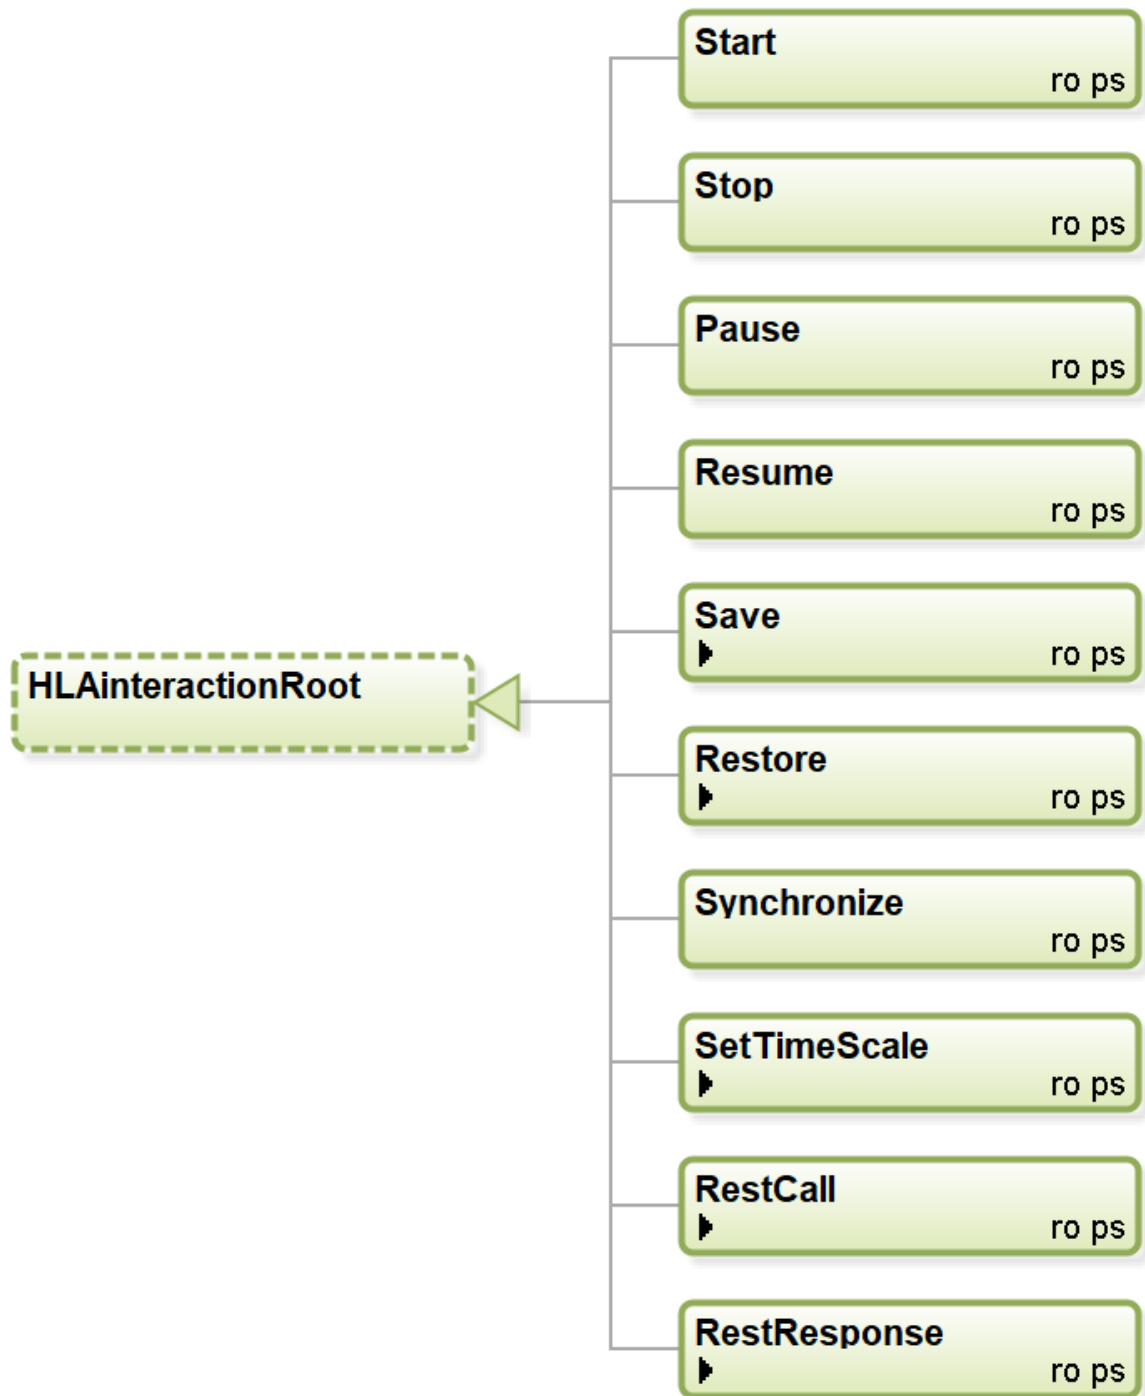 Start
ro ps
Stop
ro ps
Pause
ro ps
Resume
ro ps
Save
ro ps
HLAinteractionRoot
Restore
ro ps
Synchronize
ro ps
SetTimeScale
ro ps
RestCall
ro ps
RestResponse
ro ps